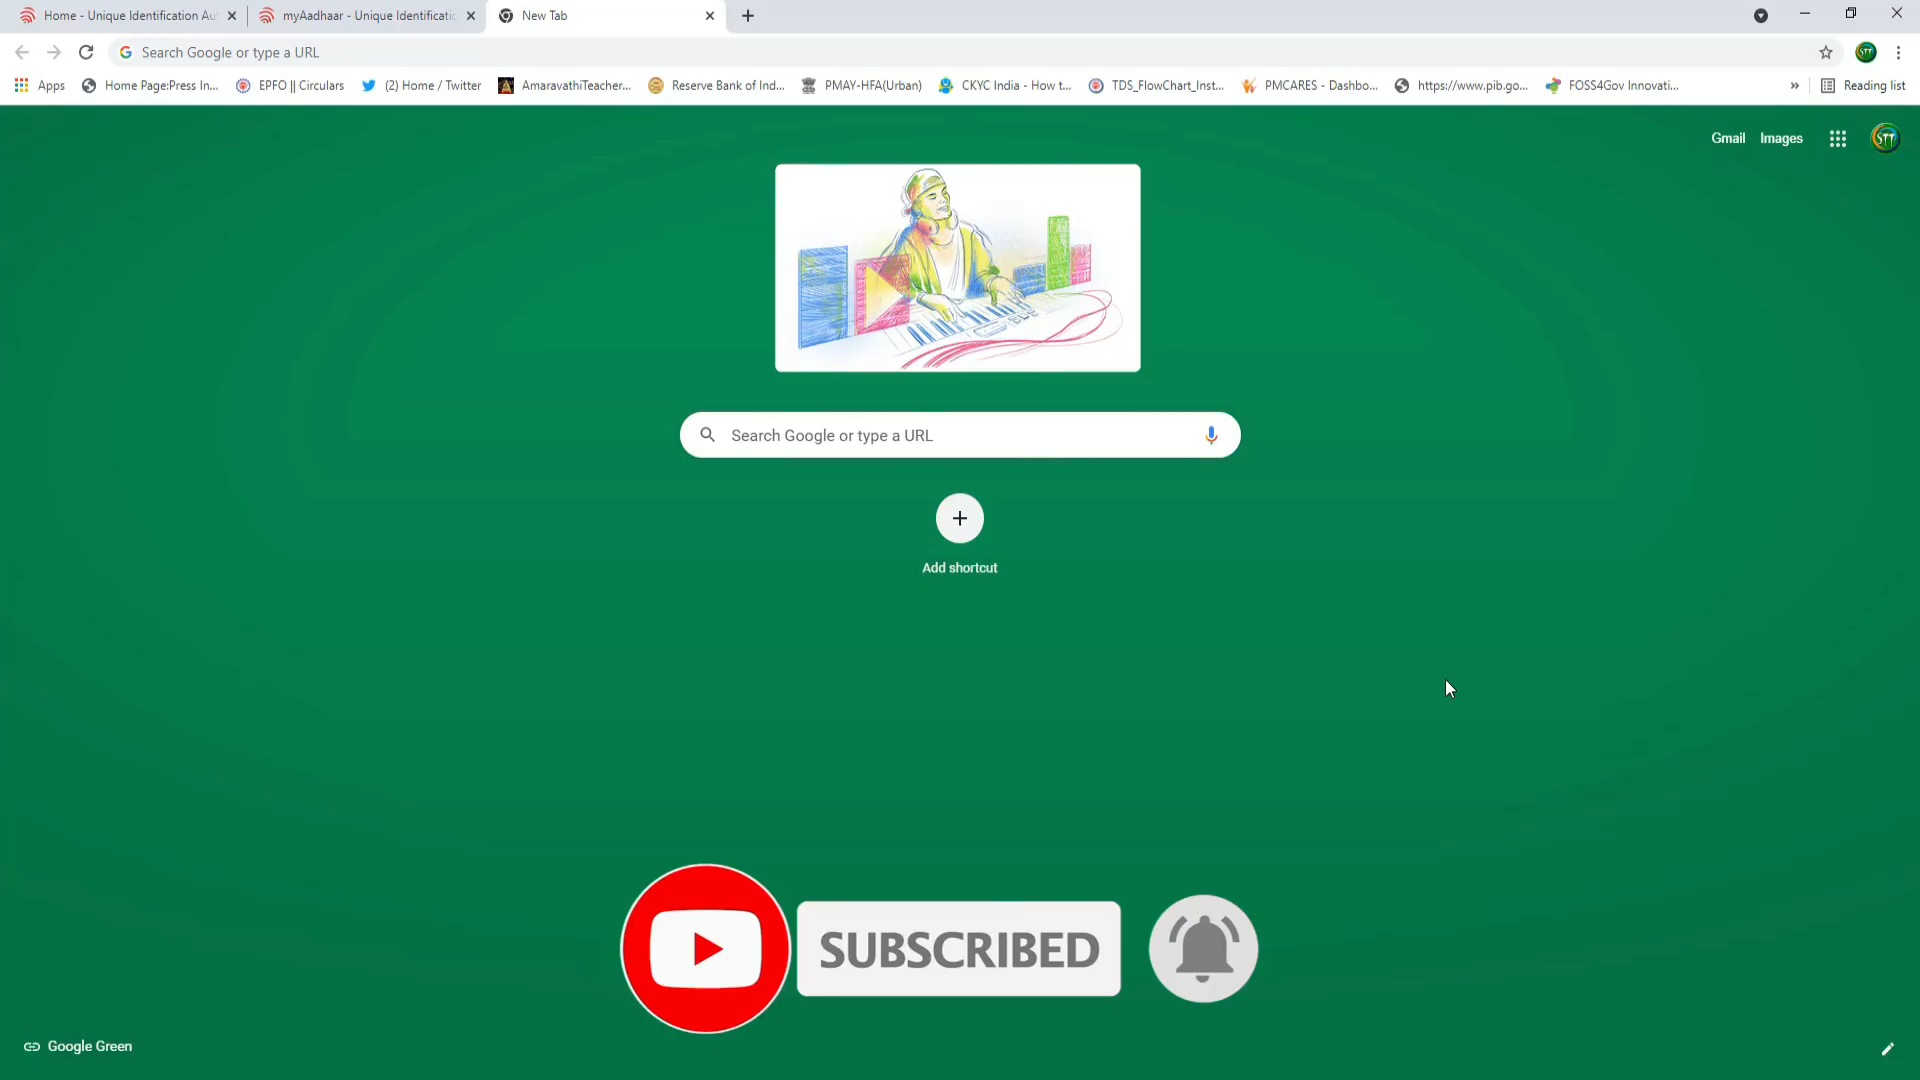 Home - Unique Identification Au
myAadhaar - Unique Identificatio
New Tab
Search Google or type a URL
STT
Apps
Home Page:Press In...
EPFO || Circulars
(2) Home / Twitter
AmaravathiTeacher...
Reserve Bank of Ind...
PMAY-HFA(Urban)
CKYC India - How t...
TDS_FlowChart_Inst...
PMCARES - Dashbo...
https://www.pib.go...
FOSS4Gov Innovati...
»
Reading list
Gmail
Images
STT
Search Google or type a URL
Add shortcut
SUBSCRIBED
Google Green